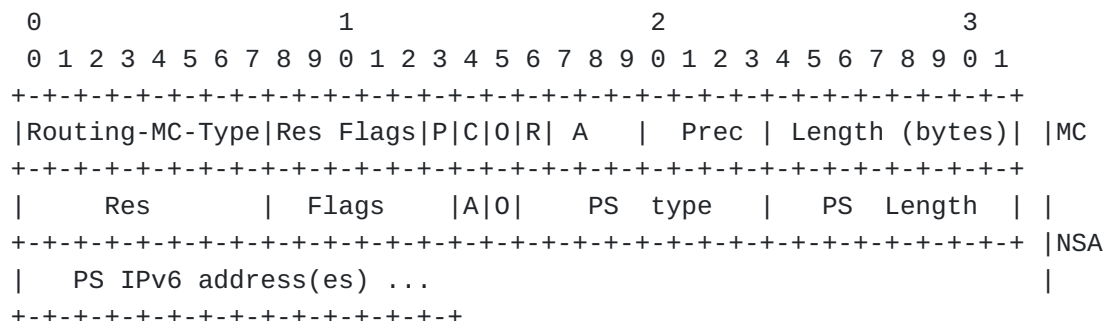 0                   1                   2                   3
0 1 2 3 4 5 6 7 8 9 0 1 2 3 4 5 6 7 8 9 0 1 2 3 4 5 6 7 8 9 0 1
+-+-+-+-+-+-+-+-+-+-+-+-+-+-+-+-+-+-+-+-+-+-+-+-+-+-+-+-+-+-+-+-+
|Routing-MC-Type|Res Flags|P|C|O|R| A   |  Prec | Length (bytes)| |MC
+-+-+-+-+-+-+-+-+-+-+-+-+-+-+-+-+-+-+-+-+-+-+-+-+-+-+-+-+-+-+-+-+
|     Res       |  Flags    |A|O|    PS  type   |   PS  Length  | |
+-+-+-+-+-+-+-+-+-+-+-+-+-+-+-+-+-+-+-+-+-+-+-+-+-+-+-+-+-+-+-+-+ |NSA
|   PS IPv6 address(es) ...                                       |
+-+-+-+-+-+-+-+-+-+-+-+-+-+-+